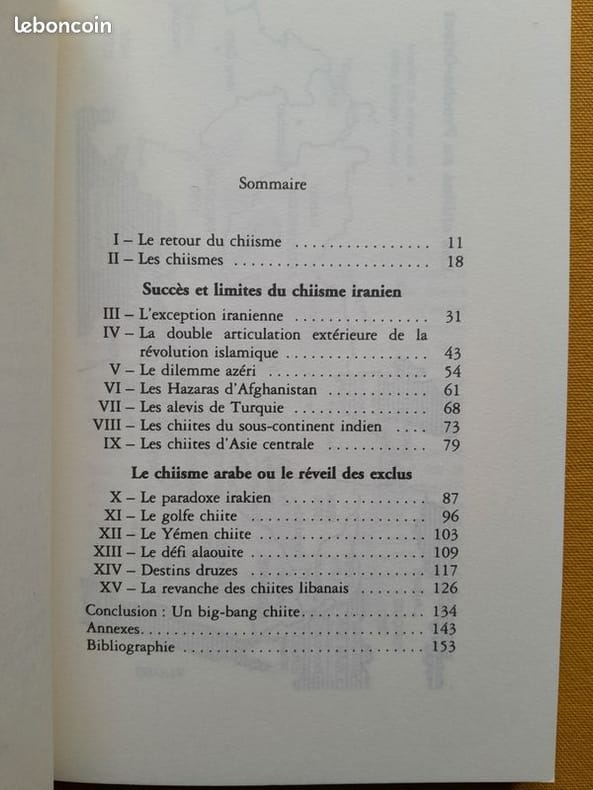 leboncoin
Sommaire
I – Le retour du chiisme ................ 11
II – Les chiismes ........................ 18
Succès et limites du chiisme iranien
III – L'exception iranienne .............. 31
IV – La double articulation extérieure de la
révolution islamique ................. 43
V – Le dilemme azéri .................... 54
VI – Les Hazaras d'Afghanistan ............ 61
VII – Les alevis de Turquie ................ 68
VIII – Les chiites du sous-continent indien .... 73
IX – Les chiites d'Asie centrale ............ 79
Le chiisme arabe ou le réveil des exclus
X – Le paradoxe irakien ................. 87
XI – Le golfe chiite ...................... 96
XII – Le Yémen chiite .................... 103
XIII – Le défi alaouite ...................... 109
XIV – Destins druzes ...................... 117
XV – La revanche des chiites libanais ........ 126
Conclusion : Un big-bang chiite............... 134
Annexes.................................. 143
Bibliographie ............................. 153